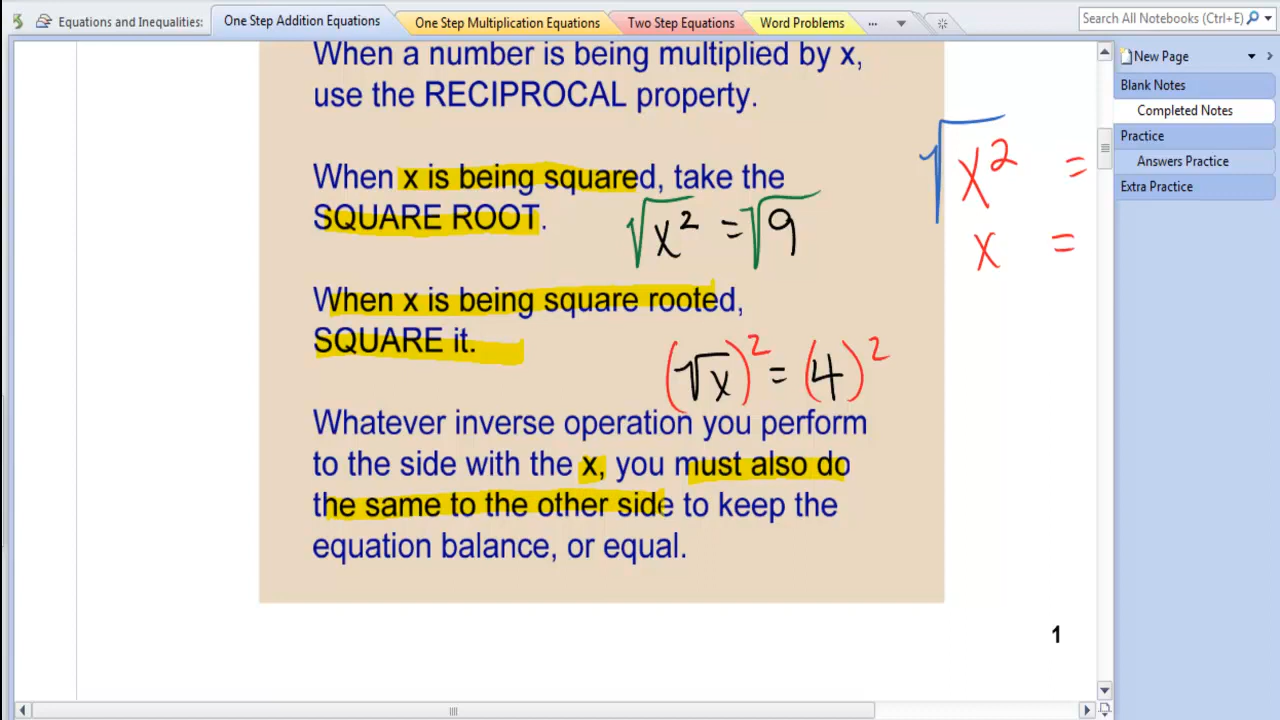 Equations and Inequalities: One Step Addition Equations One Step Multiplication Equations Two Step Equations Word Problems ... Search All Notebooks (Ctrl+E)
New Page
Blank Notes
Completed Notes
Practice
Answers Practice
Extra Practice
When a number is being multiplied by x,
use the RECIPROCAL property.
When x is being squared, take the
SQUARE ROOT.
√x² = √9
When x is being square rooted,
SQUARE it.
(√x)² = (4)²
Whatever inverse operation you perform
to the side with the x, you must also do
the same to the other side to keep the
equation balance, or equal.
√x² =
x =
1